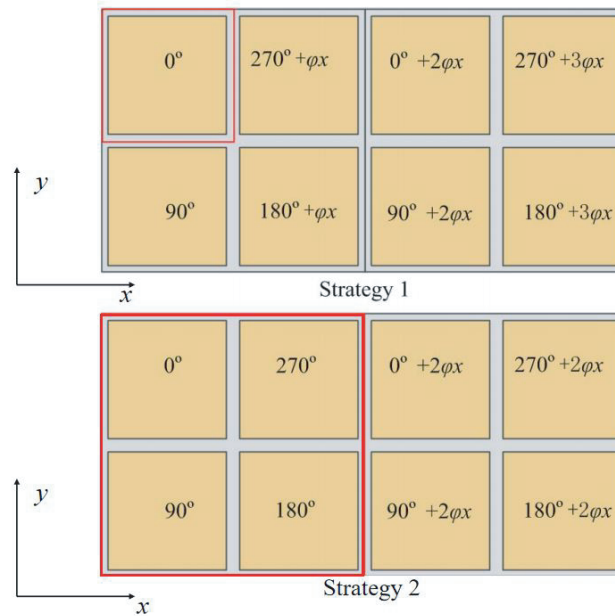 0° 270° +φx 0° +2φx 270° +3φx
y
90° 180° +φx 90° +2φx 180° +3φx
x
Strategy 1
0° 270° 0° +2φx 270° +2φx
y
90° 180° 90° +2φx 180° +2φx
x
Strategy 2